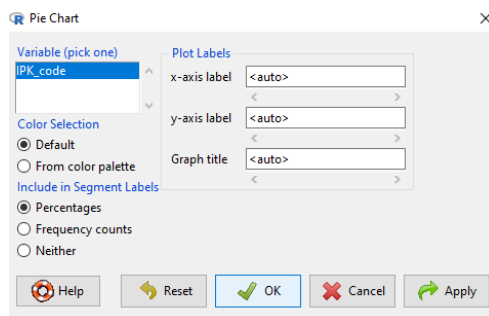 Pie Chart
Variable (pick one)
IPK_code
Color Selection
Default
From color palette
Include in Segment Labels
Percentages
Frequency counts
Neither
Plot Labels
x-axis label <auto>
y-axis label <auto>
Graph title <auto>
Help Reset OK Cancel Apply